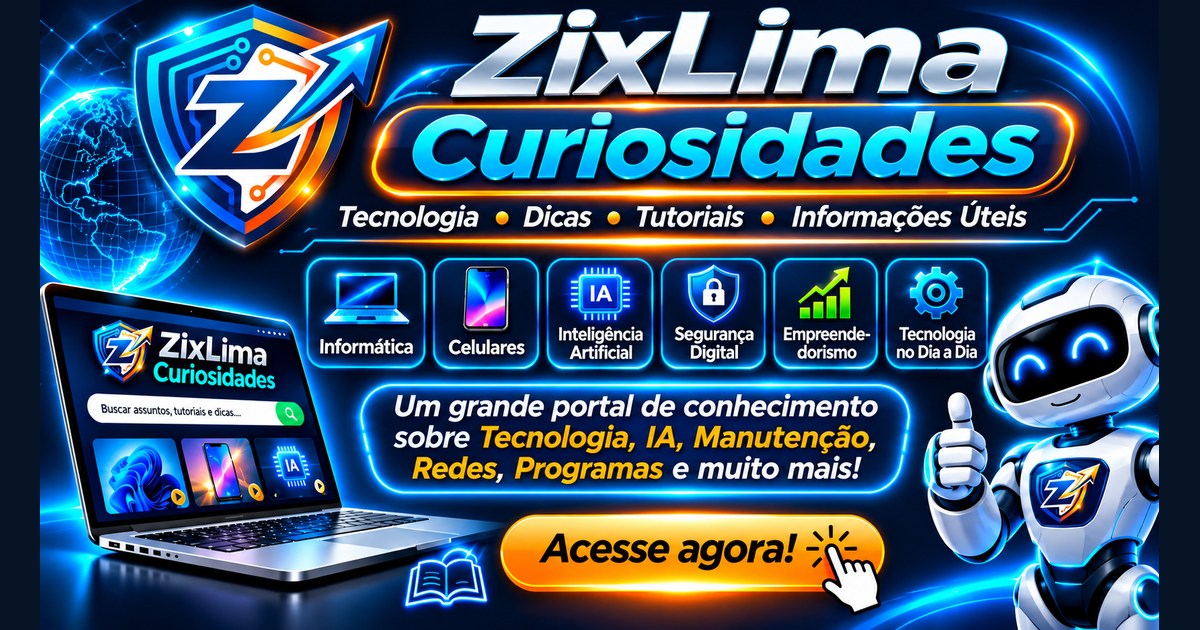 Z
ZixLima
Curiosidades
Tecnologia • Dicas • Tutoriais • Informações Úteis
Informática
Celulares
IA
Inteligência
Artificial
Segurança
Digital
Empreende-
dorismo
Tecnologia
no Dia a Dia
Z
ZixLima
Curiosidades
Buscar assuntos, tutoriais e dicas....
IA
Um grande portal de conhecimento
sobre Tecnologia, IA, Manutenção,
Redes, Programas e muito mais!
Z
Acesse agora!